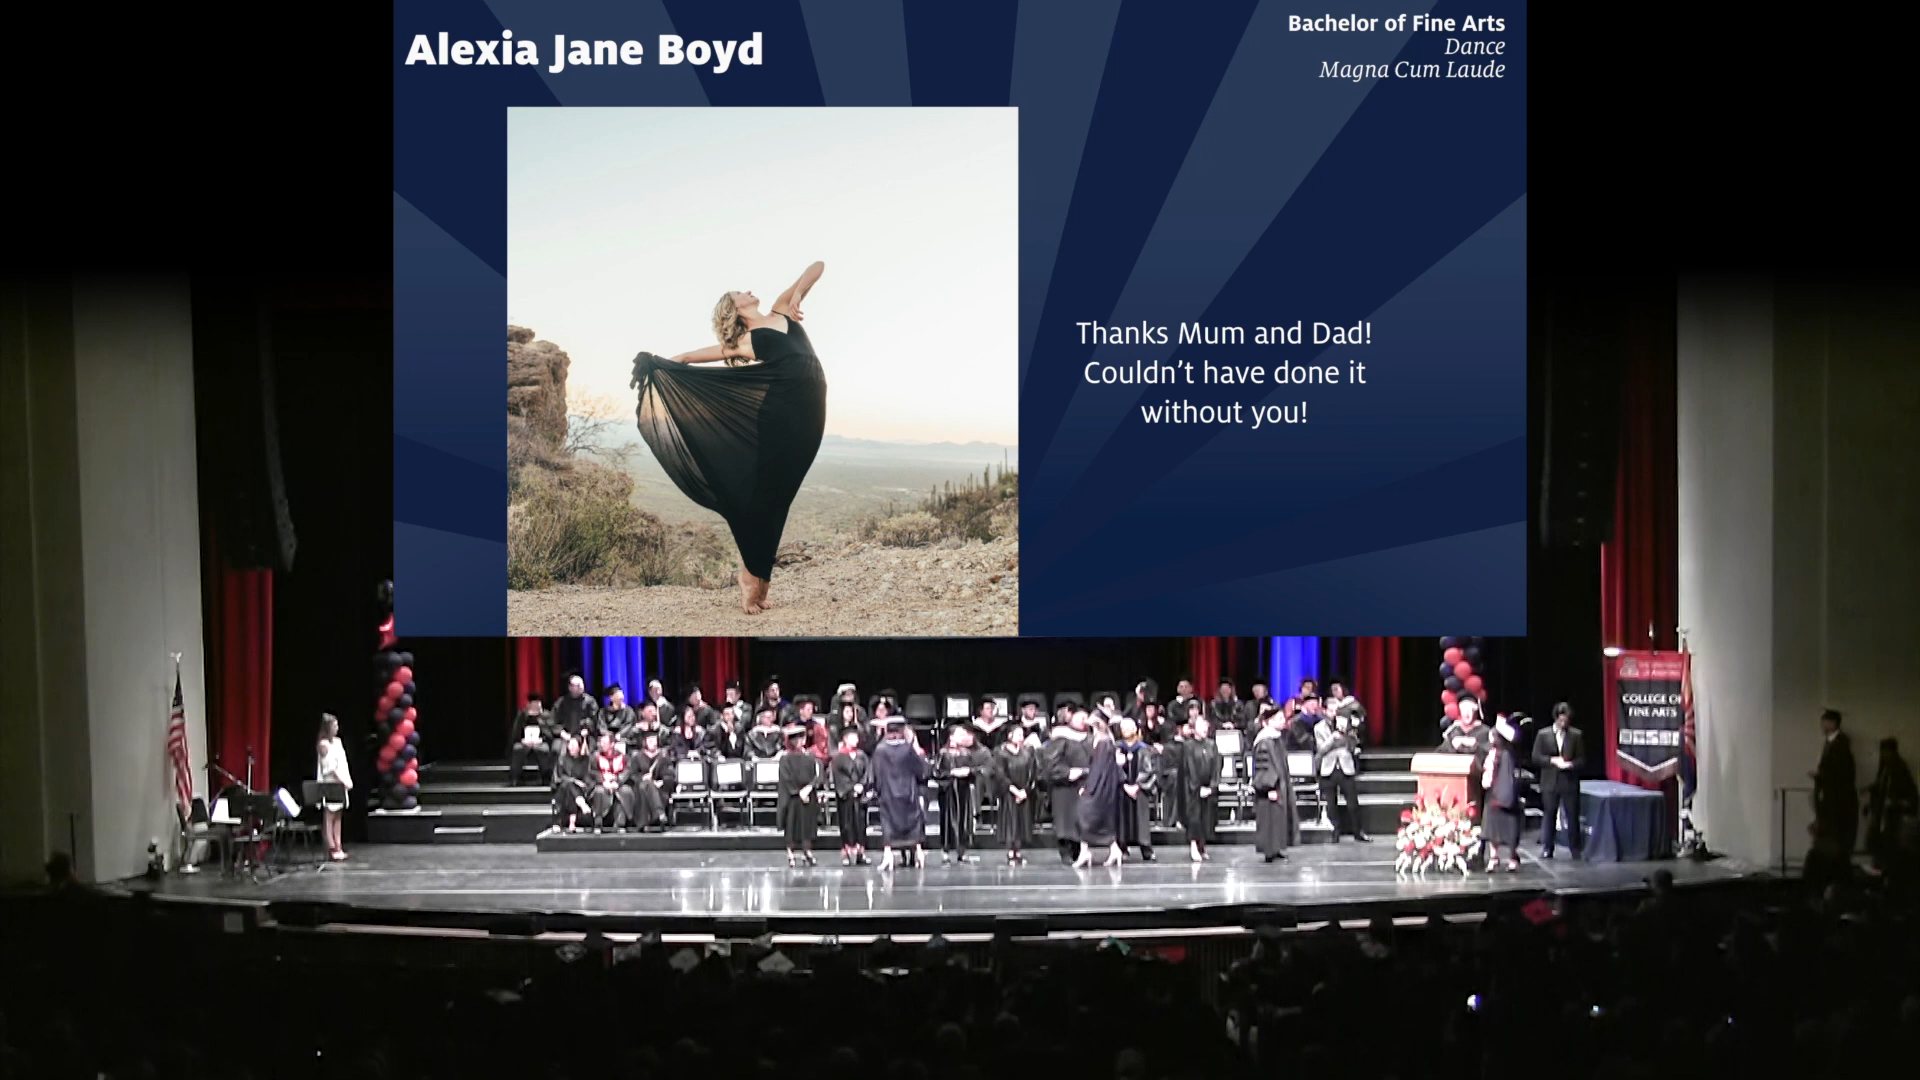 Alexia Jane Boyd
Bachelor of Fine Arts
Dance
Magna Cum Laude
Thanks Mum and Dad!
Couldn’t have done it
without you!
COLLEGE OF
FINE ARTS